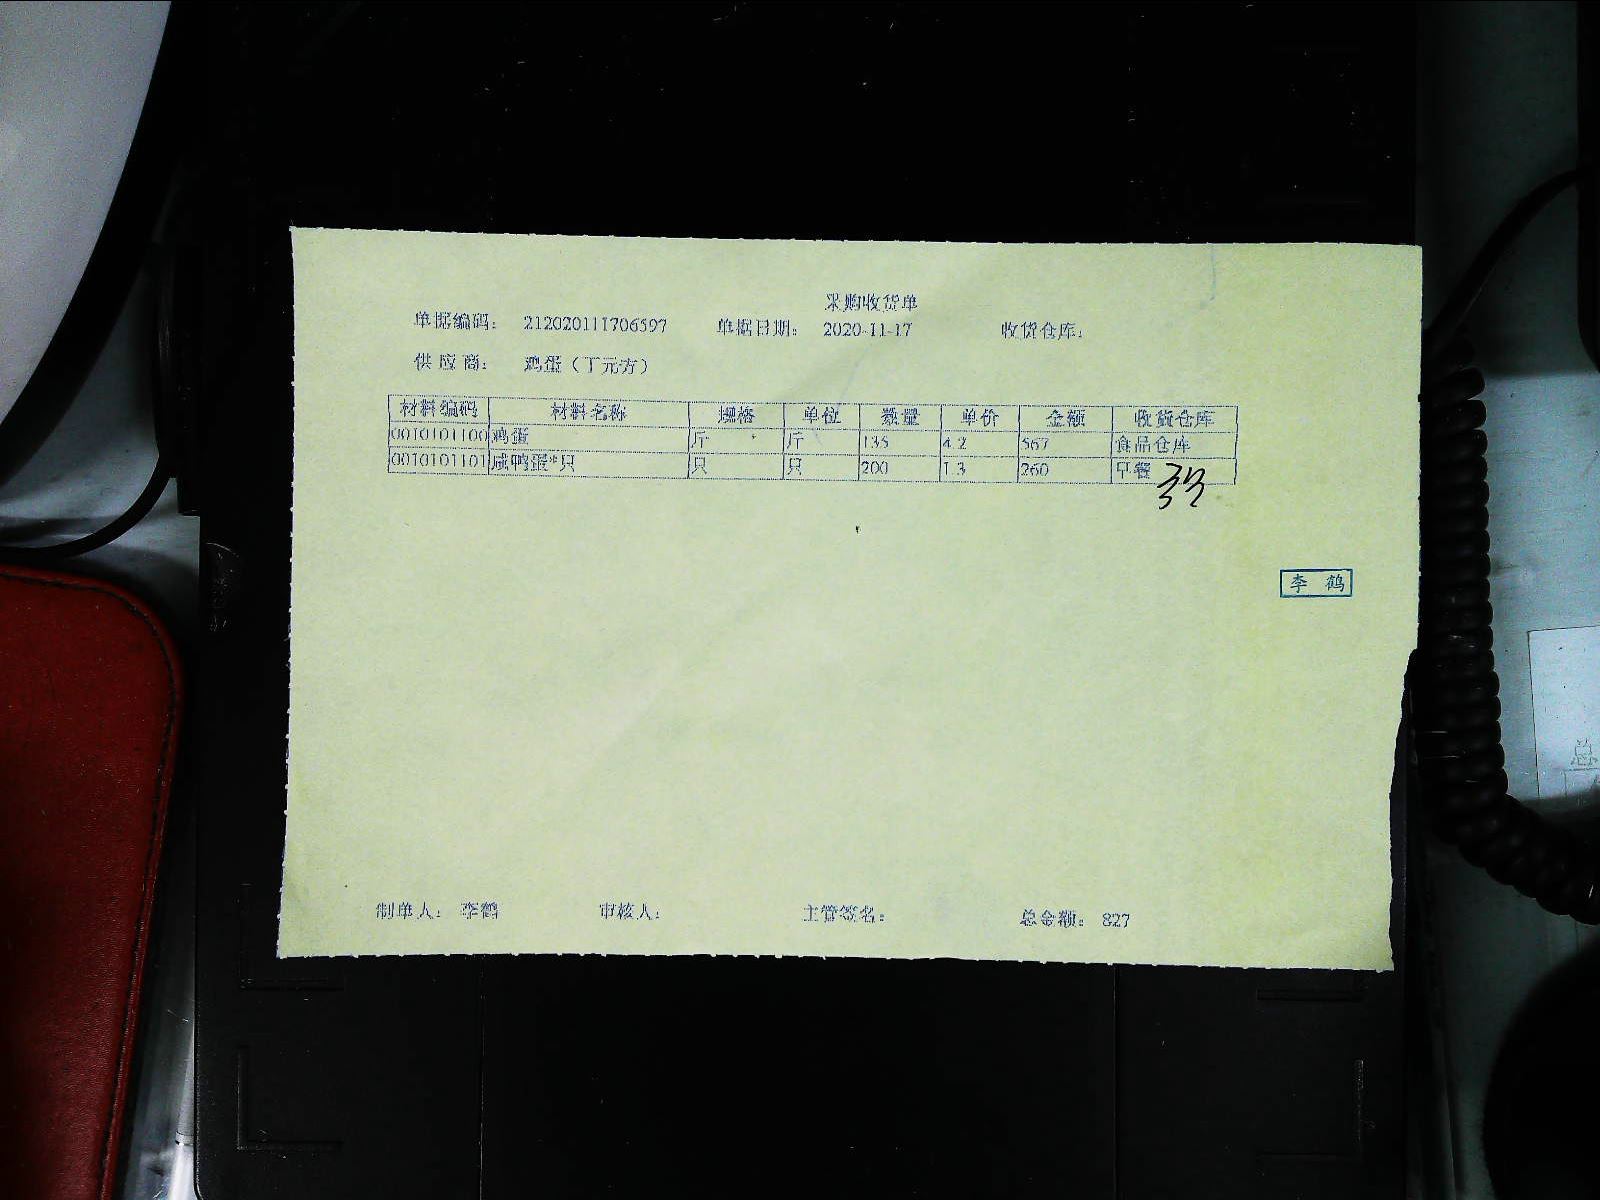 采购收货单
单据编码： 212020111706597 单据日期： 2020-11-17 收货仓库：
供 应 商： 鸡蛋（丁元方）
材料编码 材料名称 规格 单位 数量 单价 金额 收货仓库
0010101100 鸡蛋 斤 斤 135 4.2 567 食品仓库
0010101101 咸鸭蛋*只 只 只 200 1.3 260 早餐
李 鹤
制单人： 李鹤 审核人： 主管签名： 总金额： 827
总